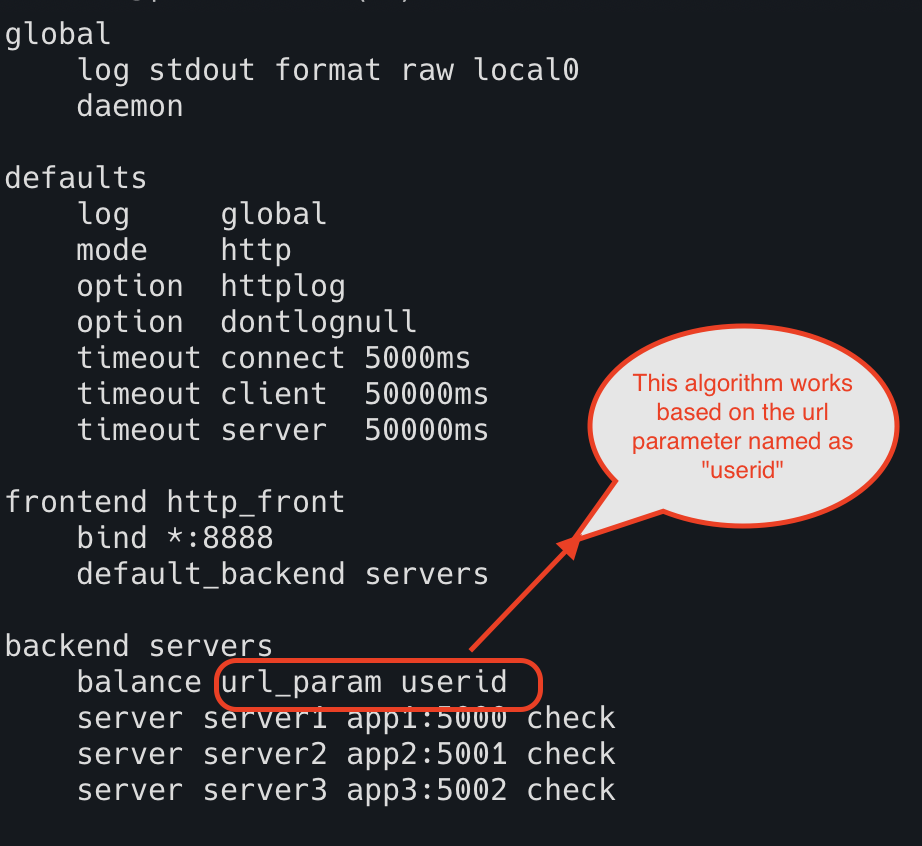 global
    log stdout format raw local0
    daemon

defaults
    log     global
    mode    http
    option  httplog
    option  dontlognull
    timeout connect 5000ms
    timeout client  50000ms
    timeout server  50000ms

frontend http_front
    bind *:8888
    default_backend servers

backend servers
    balance url_param userid
    server server1 app1:5000 check
    server server2 app2:5001 check
    server server3 app3:5002 check

This algorithm works
based on the url
parameter named as
"userid"